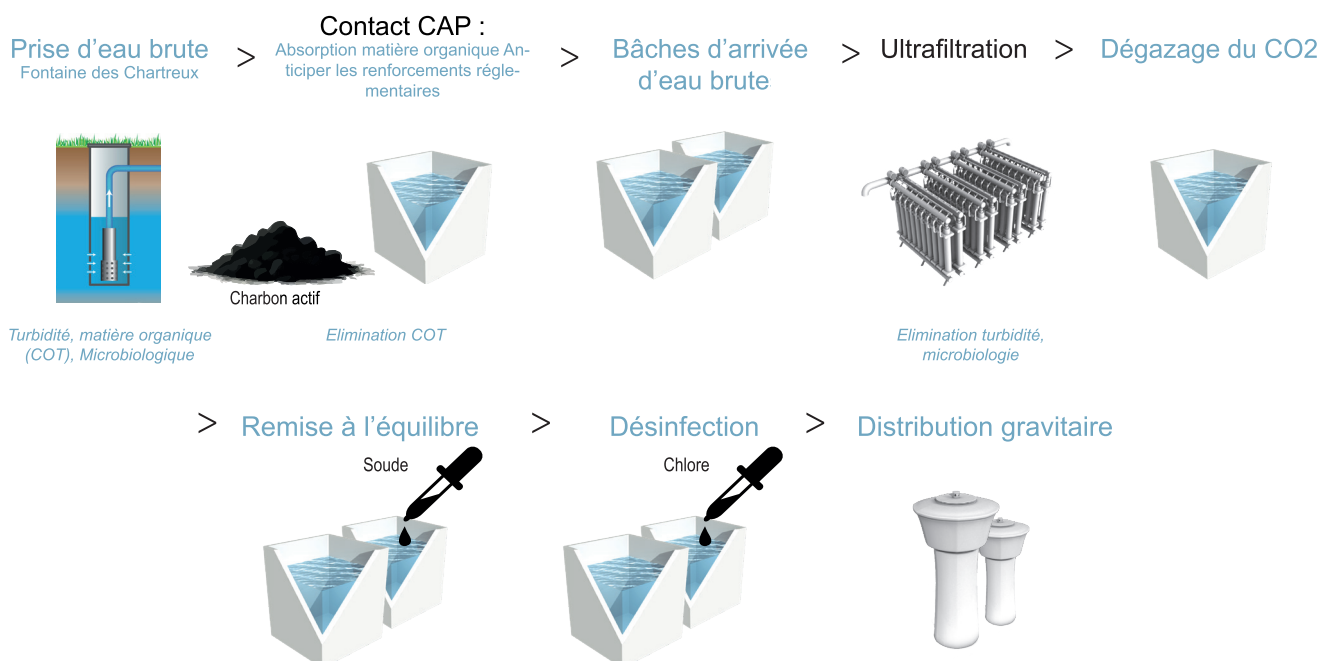 Prise d’eau brute
Fontaine des Chartreux
>
Contact CAP :
Absorption matière organique An-
ticiper les renforcements régle-
mentaires
>
Bâches d’arrivée
d’eau brute
>
Ultrafiltration
>
Dégazage du CO2
Charbon actif
Turbidité, matière organique
(COT), Microbiologique
Elimination COT
Elimination turbidité,
microbiologie
>
Remise à l’équilibre
Soude
>
Désinfection
Chlore
>
Distribution gravitaire